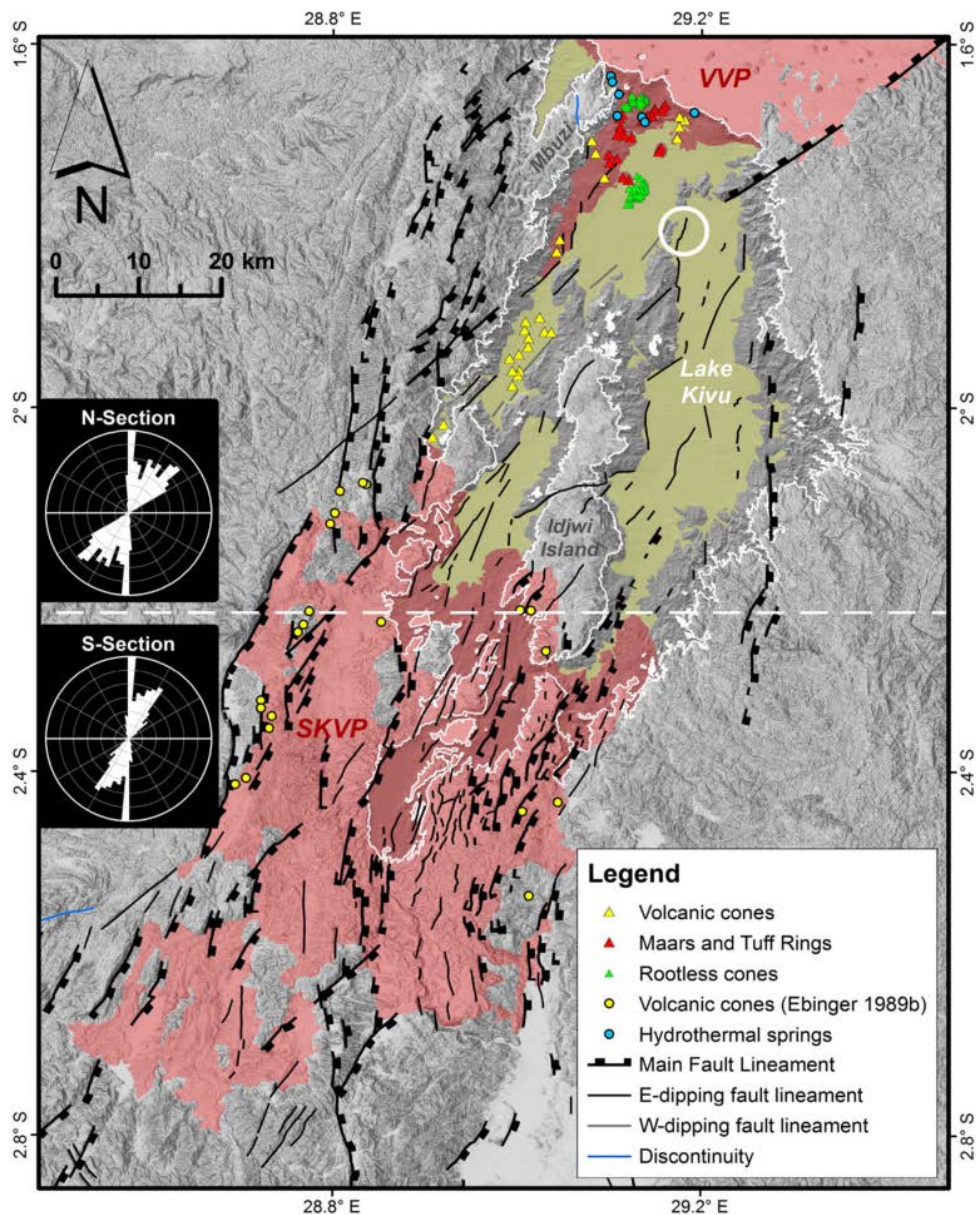 28.8° E
29.2° E
1.6° S
1.6° S
VVP
Mbuzi
N
0 10 20 km
Lake
Kivu
2° S
2° S
N-Section
Idjwi
Island
S-Section
SKVP
2.4° S
2.4° S
Legend
Volcanic cones
Maars and Tuff Rings
Rootless cones
Volcanic cones (Ebinger 1989b)
Hydrothermal springs
Main Fault Lineament
E-dipping fault lineament
W-dipping fault lineament
Discontinuity
2.8° S
2.8° S
28.8° E
29.2° E